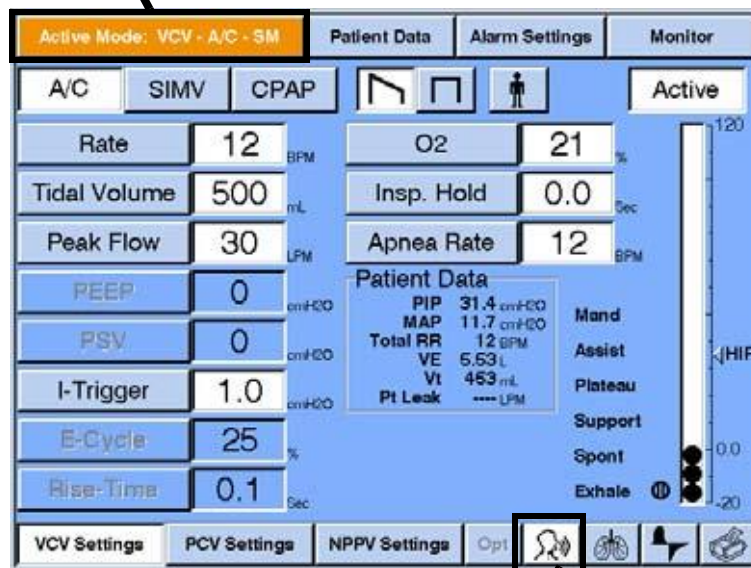 Active Mode: VCV - A/C - SM Patient Data Alarm Settings Monitor
A/C SIMV CPAP Active
120
Rate 12 BPM O2 21 %
Tidal Volume 500 mL Insp. Hold 0.0 Sec
Peak Flow 30 LPM Apnea Rate 12 BPM
PEEP 0 cmH2O
PSV 0 cmH2O
I-Trigger 1.0 cmH2O
E-Cycle 25 %
Rise-Time 0.1 Sec
Patient Data
PIP 31.4 cmH2O
MAP 11.7 cmH2O
Total RR 12 BPM
VE 5.53 L
Vt 453 mL
Pt Leak ---- LPM
Mand
Assist
Plateau
Support
Spont
Exhale
HIP
0.0
-20
VCV Settings PCV Settings NPPV Settings Opt